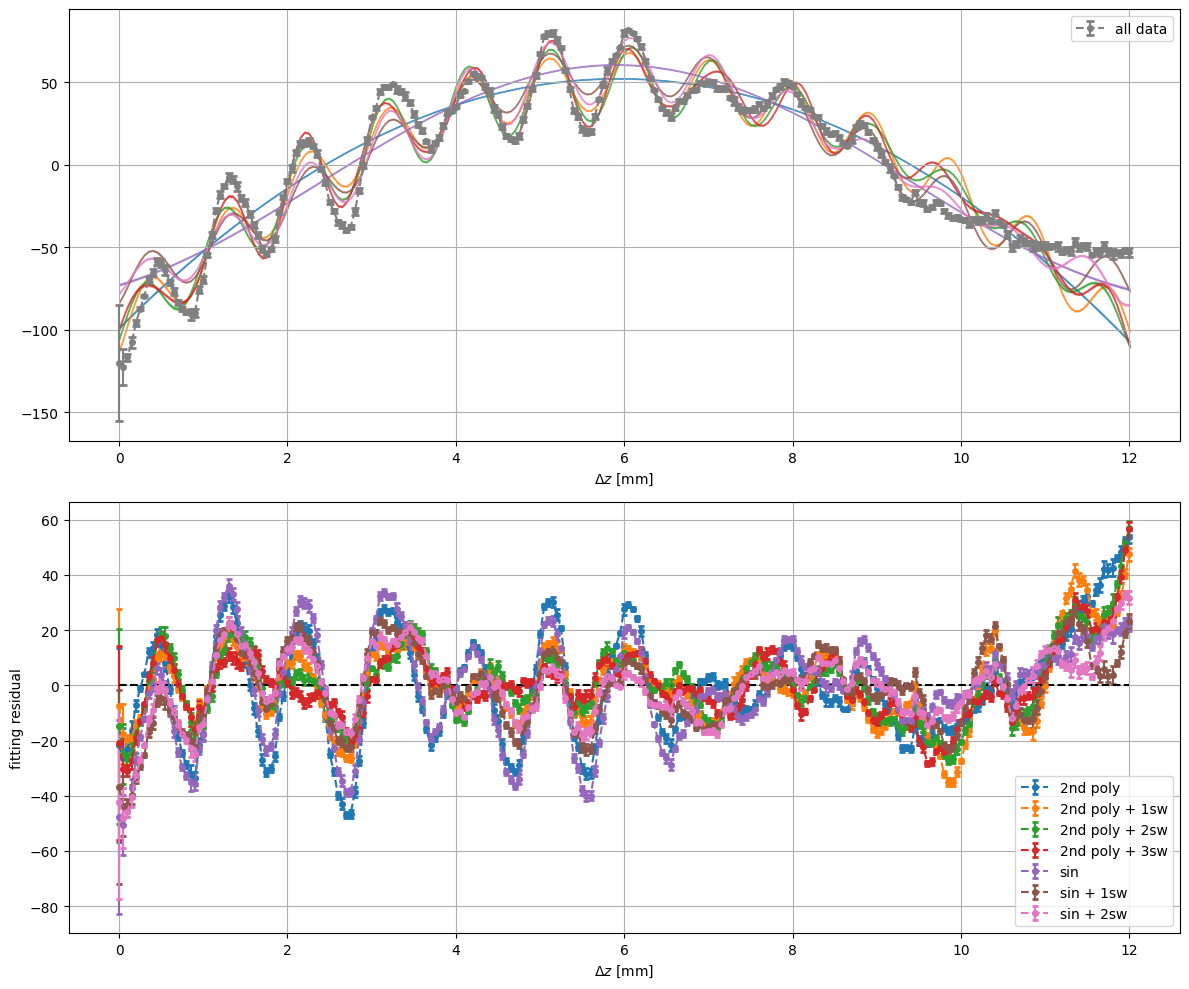 all data
50
0
−50
−100
−150
0 2 4 6 8 10 12
Δz [mm]
fitting residual
60
40
20
0
−20
−40
−60
−80
2nd poly
2nd poly + 1sw
2nd poly + 2sw
2nd poly + 3sw
sin
sin + 1sw
sin + 2sw
0 2 4 6 8 10 12
Δz [mm]